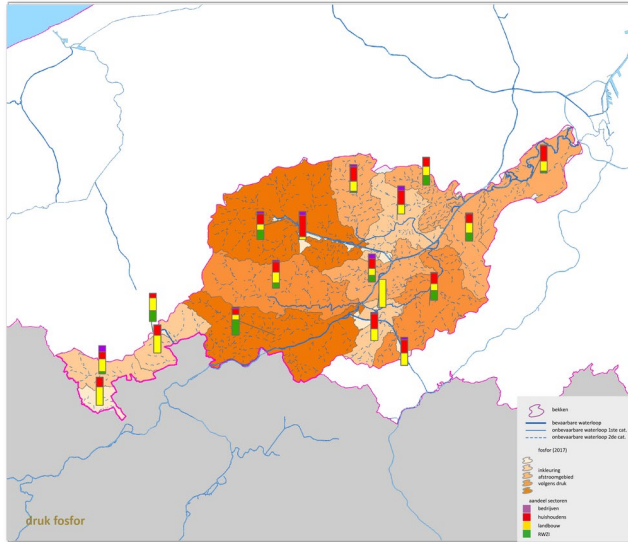 bekken
bevaarbare waterloop
onbevaarbare waterloop 1ste cat.
onbevaarbare waterloop 2de cat.
fosfor (2017)
inkleuring
afstroomgebied
volgens druk
aandeel sectoren
bedrijven
huishoudens
landbouw
RWZI
druk fosfor